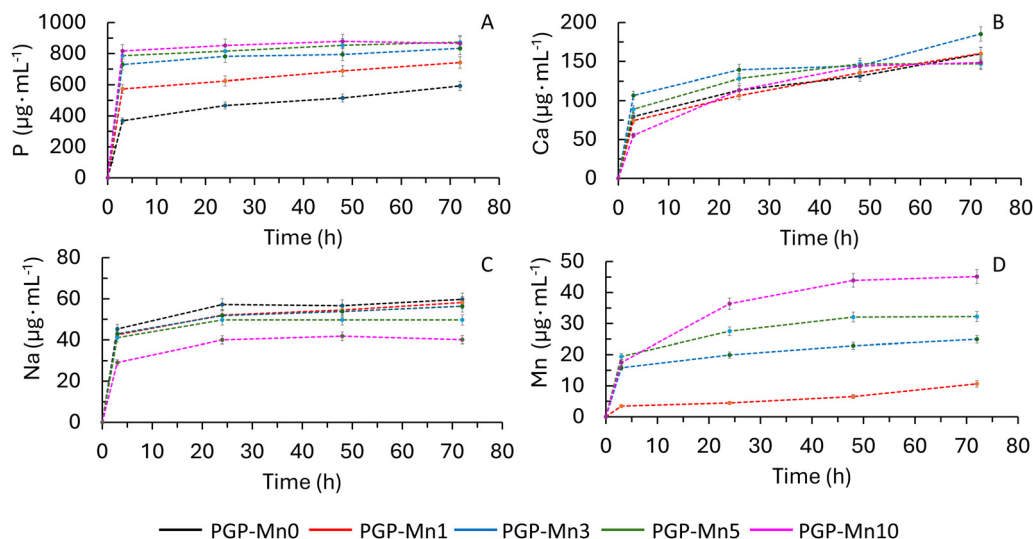 A
1000
800
600
400
200
0
P (µg·mL⁻¹)
0 10 20 30 40 50 60 70 80
Time (h)
B
200
150
100
50
0
Ca (µg·mL⁻¹)
0 10 20 30 40 50 60 70 80
Time (h)
C
80
60
40
20
0
Na (µg·mL⁻¹)
0 10 20 30 40 50 60 70 80
Time (h)
D
50
40
30
20
10
0
Mn (µg·mL⁻¹)
0 10 20 30 40 50 60 70 80
Time (h)
PGP-Mn0 PGP-Mn1 PGP-Mn3 PGP-Mn5 PGP-Mn10